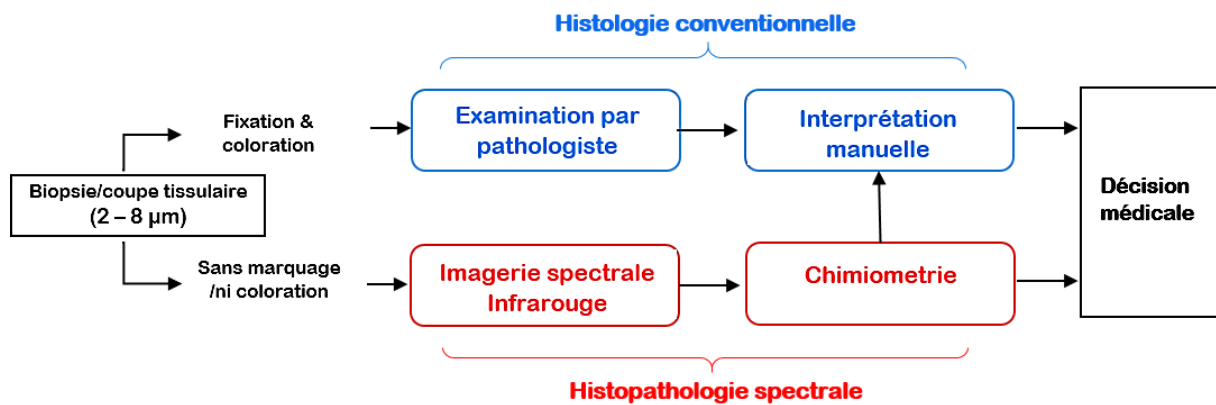 Histologie conventionnelle
Fixation &
coloration
Examination par
pathologiste
Interprétation
manuelle
Biopsie/coupe tissulaire
(2 – 8 µm)
Décision
médicale
Sans marquage
/ni coloration
Imagerie spectrale
Infrarouge
Chimiometrie
Histopathologie spectrale